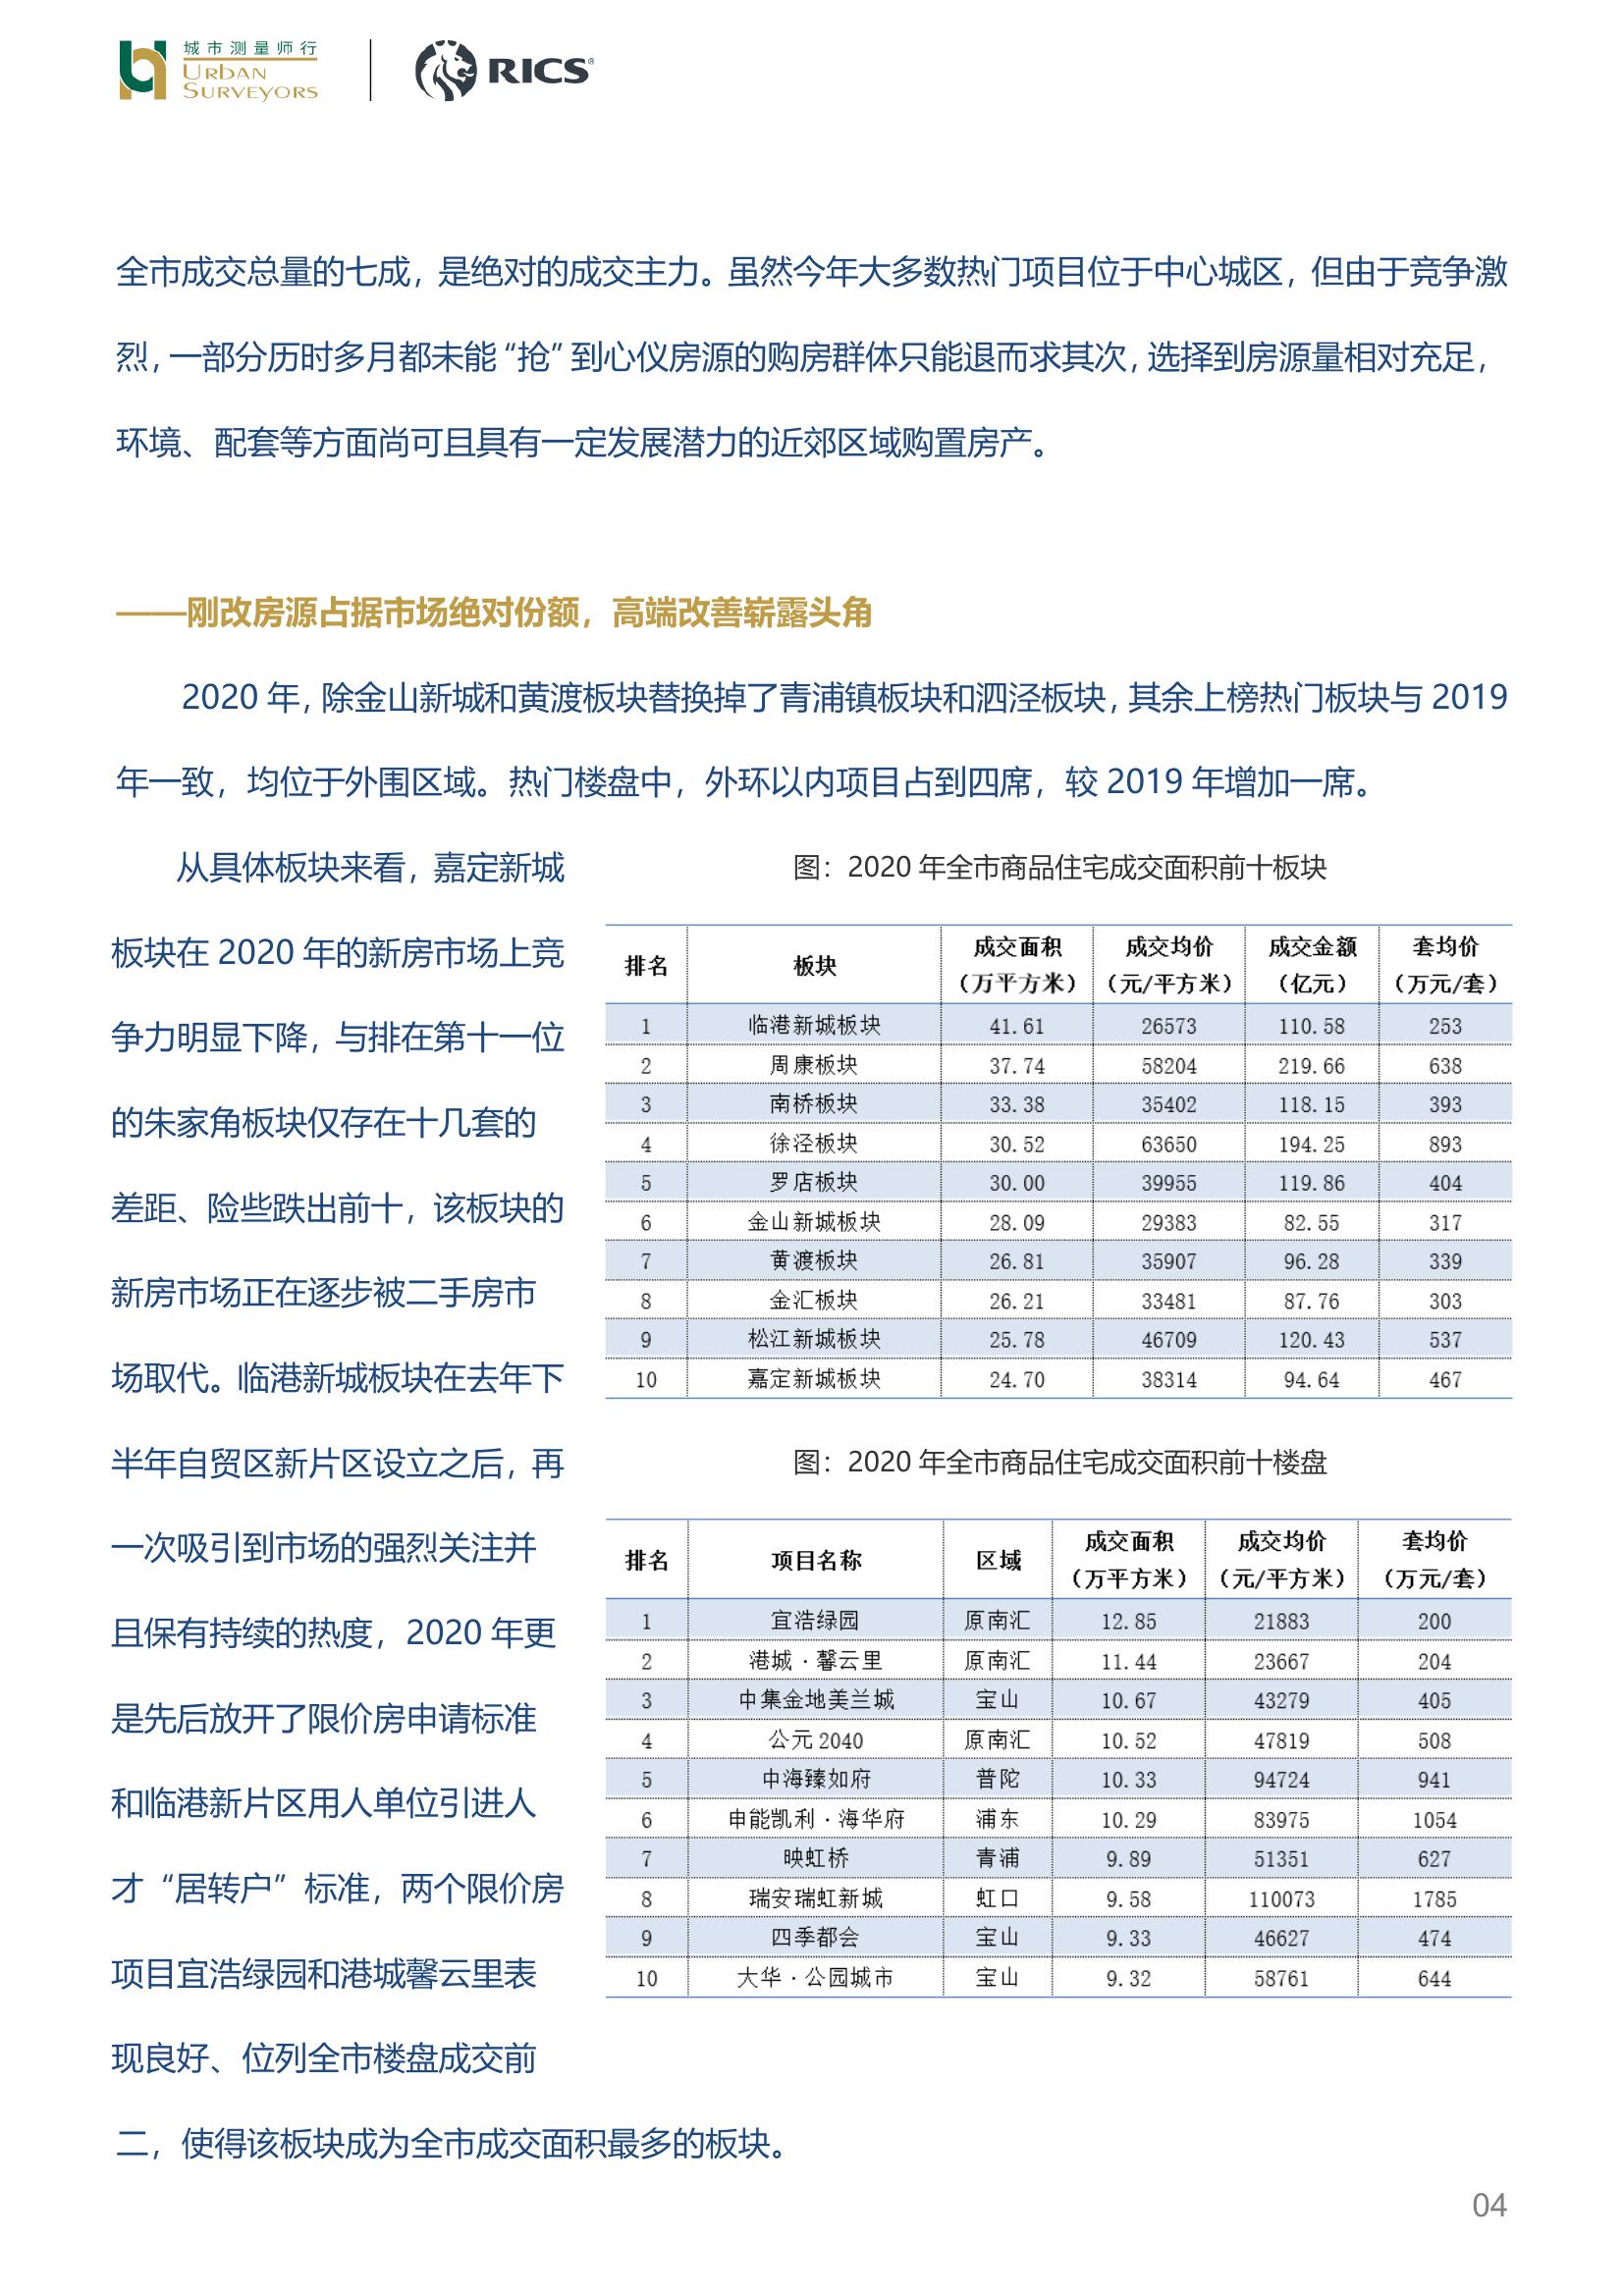 城市测量师行
URBAN
SURVEYORS
RICS®
全市成交总量的七成，是绝对的成交主力。虽然今年大多数热门项目位于中心城区，但由于竞争激
烈，一部分历时多月都未能“抢”到心仪房源的购房群体只能退而求其次，选择到房源量相对充足，
环境、配套等方面尚可且具有一定发展潜力的近郊区域购置房产。
——刚改房源占据市场绝对份额，高端改善崭露头角
2020 年，除金山新城和黄渡板块替换掉了青浦镇板块和泗泾板块，其余上榜热门板块与 2019
年一致，均位于外围区域。热门楼盘中，外环以内项目占到四席，较 2019 年增加一席。
从具体板块来看，嘉定新城
板块在 2020 年的新房市场上竞
争力明显下降，与排在第十一位
的朱家角板块仅存在十几套的
差距、险些跌出前十，该板块的
新房市场正在逐步被二手房市
场取代。临港新城板块在去年下
半年自贸区新片区设立之后，再
一次吸引到市场的强烈关注并
且保有持续的热度，2020 年更
是先后放开了限价房申请标准
和临港新片区用人单位引进人
才“居转户”标准，两个限价房
项目宜浩绿园和港城馨云里表
现良好、位列全市楼盘成交前
二，使得该板块成为全市成交面积最多的板块。
图：2020 年全市商品住宅成交面积前十板块
排名 板块 成交面积（万平方米） 成交均价（元/平方米） 成交金额（亿元） 套均价（万元/套）
1 临港新城板块 41.61 26573 110.58 253
2 周康板块 37.74 58204 219.66 638
3 南桥板块 33.38 35402 118.15 393
4 徐泾板块 30.52 63650 194.25 893
5 罗店板块 30.00 39955 119.86 404
6 金山新城板块 28.09 29383 82.55 317
7 黄渡板块 26.81 35907 96.28 339
8 金汇板块 26.21 33481 87.76 303
9 松江新城板块 25.78 46709 120.43 537
10 嘉定新城板块 24.70 38314 94.64 467
图：2020 年全市商品住宅成交面积前十楼盘
排名 项目名称 区域 成交面积（万平方米） 成交均价（元/平方米） 套均价（万元/套）
1 宜浩绿园 原南汇 12.85 21883 200
2 港城·馨云里 原南汇 11.44 23667 204
3 中集金地美兰城 宝山 10.67 43279 405
4 公元 2040 原南汇 10.52 47819 508
5 中海臻如府 普陀 10.33 94724 941
6 申能凯利·海华府 浦东 10.29 83975 1054
7 映虹桥 青浦 9.89 51351 627
8 瑞安瑞虹新城 虹口 9.58 110073 1785
9 四季都会 宝山 9.33 46627 474
10 大华·公园城市 宝山 9.32 58761 644
04